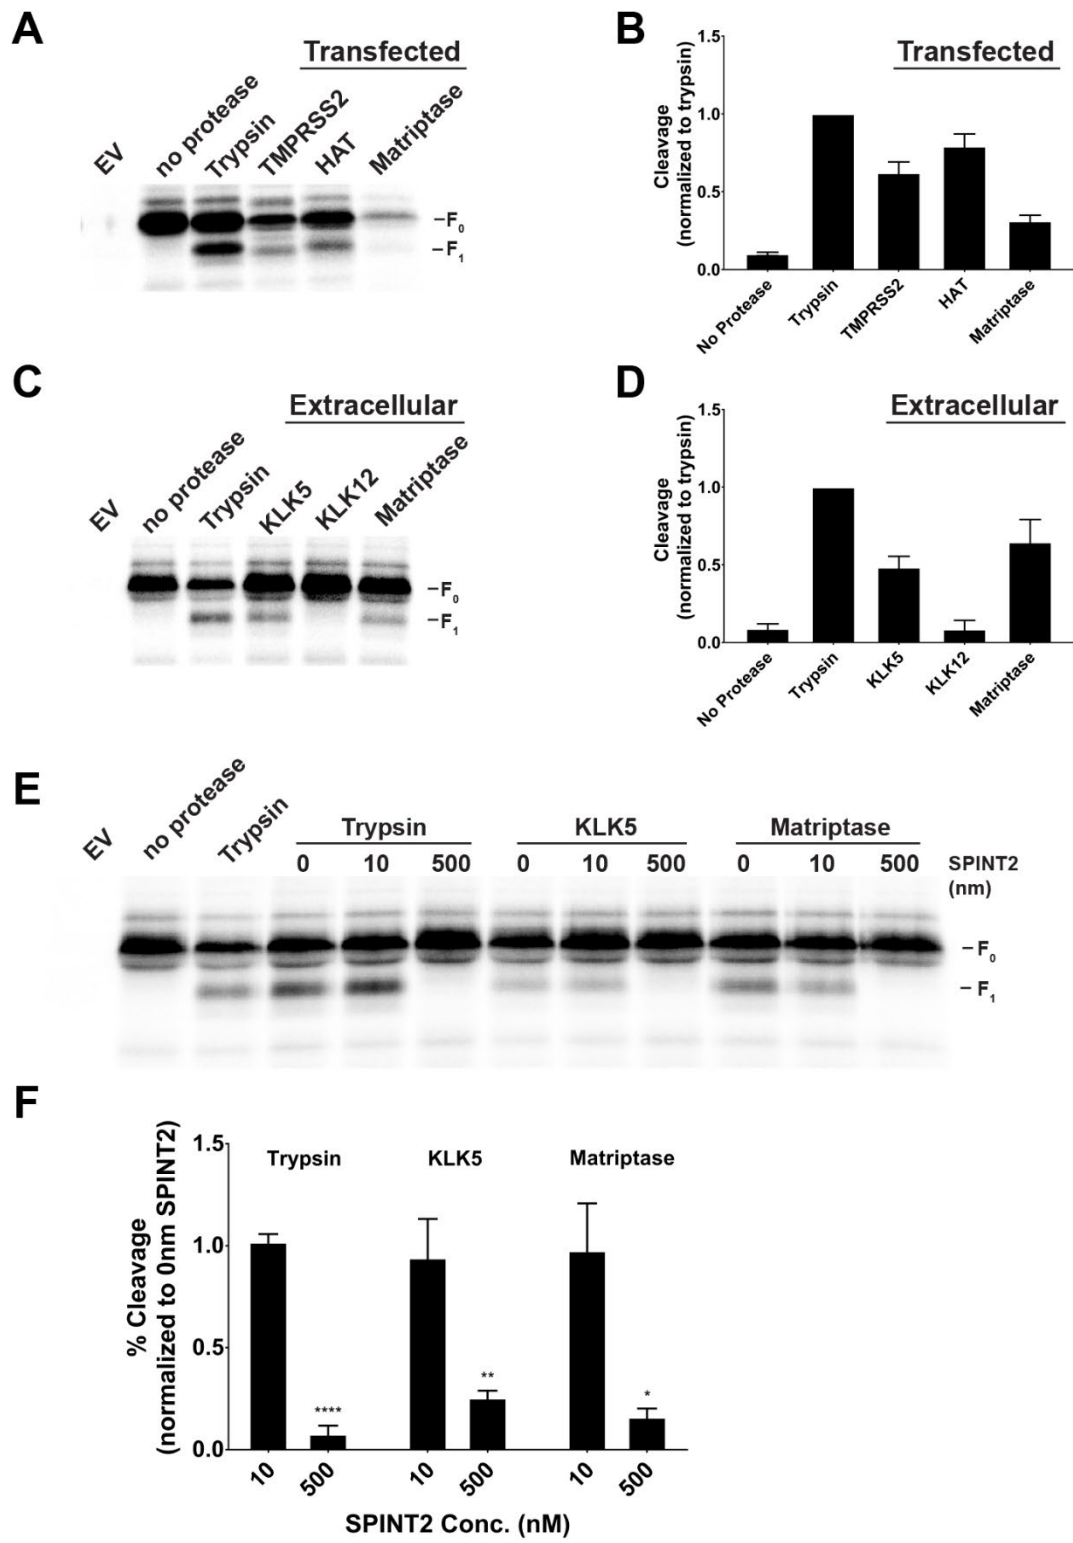 A
Transfected
EV
no protease
Trypsin
TMPRSS2
HAT
Matriptase
–F₀
–F₁
B
Transfected
Cleavage
(normalized to trypsin)
1.5
1.0
0.5
0.0
No Protease
Trypsin
TMPRSS2
HAT
Matriptase
C
Extracellular
EV
no protease
Trypsin
KLK5
KLK12
Matriptase
–F₀
–F₁
D
Extracellular
Cleavage
(normalized to trypsin)
1.5
1.0
0.5
0.0
No Protease
Trypsin
KLK5
KLK12
Matriptase
E
EV
no protease
Trypsin
Trypsin KLK5 Matriptase
0 10 500 0 10 500 0 10 500 SPINT2
(nm)
–F₀
–F₁
F
% Cleavage
(normalized to 0nm SPINT2)
1.5
1.0
0.5
0.0
Trypsin KLK5 Matriptase
**** ** *
10 500 10 500 10 500
SPINT2 Conc. (nM)